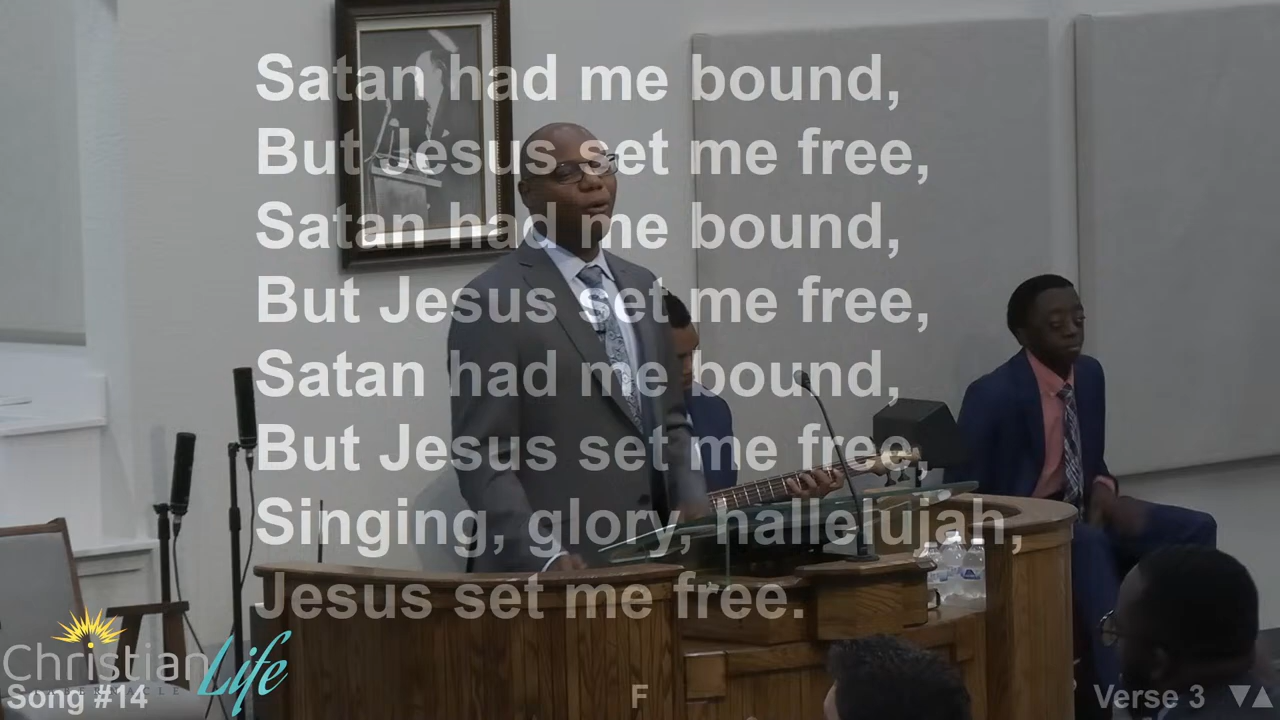 Satan had me bound,
But Jesus set me free,
Satan had me bound,
But Jesus set me free,
Satan had me bound,
But Jesus set me free,
Singing, glory, hallelujah,
Jesus set me free.
ChristianLife
TABERNACLE
Song #14
F
Verse 3 ▼▲